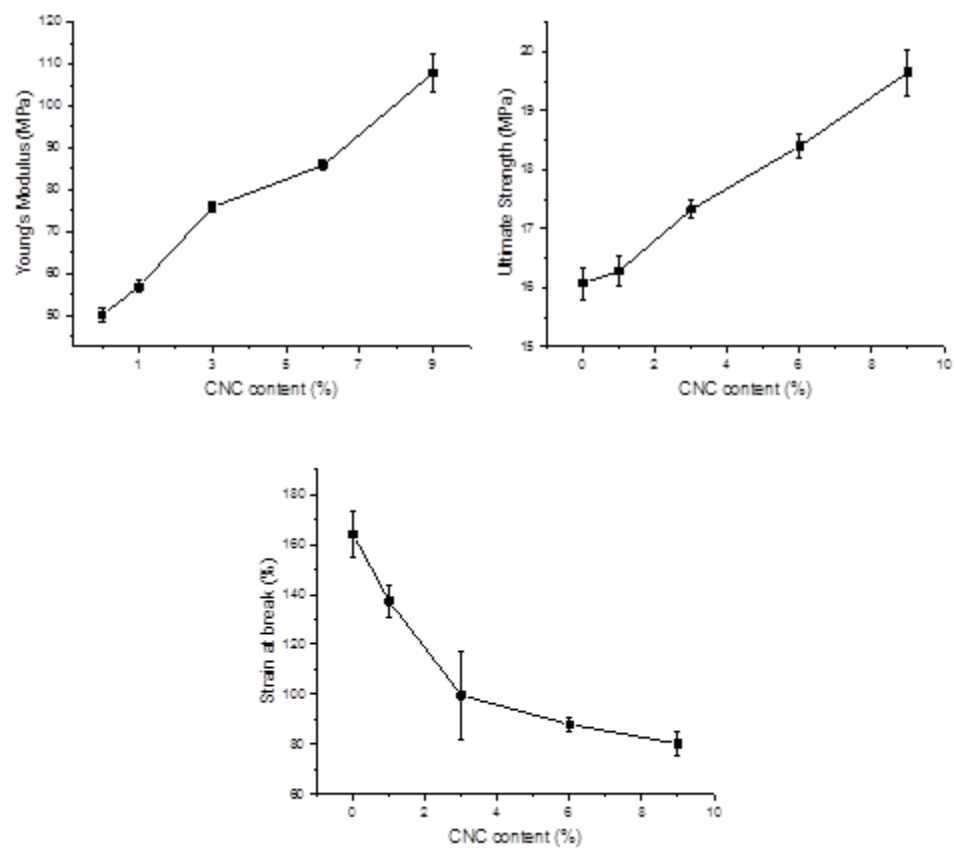 120
110
100
90
80
70
60
50
Young's Modulus (MPa)
1 3 5 7 9
CNC content (%)
20
19
18
17
16
15
Ultimate Strength (MPa)
0 2 4 6 8 10
CNC content (%)
180
160
140
120
100
80
60
Strain at break (%)
0 2 4 6 8 10
CNC content (%)